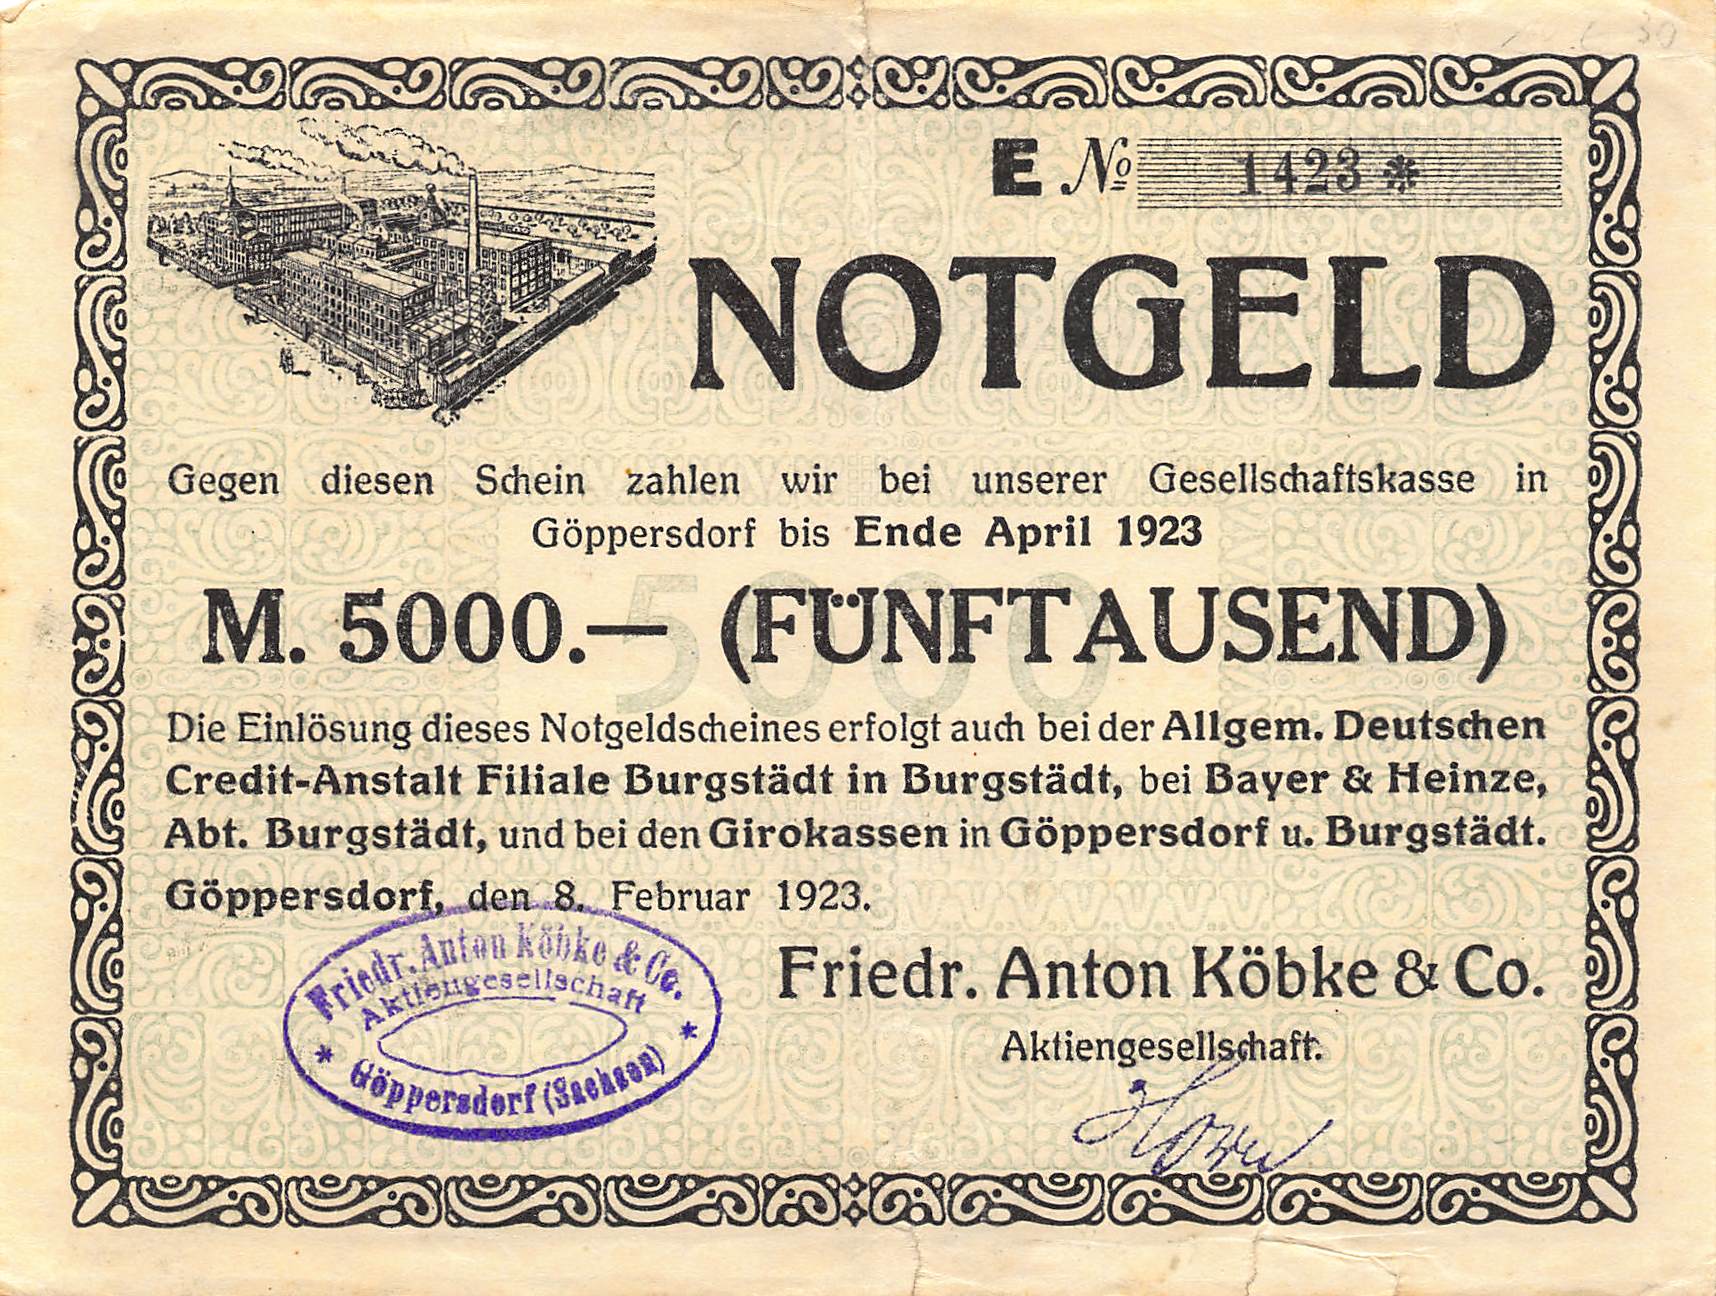 E No 1423 *
NOTGELD
Gegen diesen Schein zahlen wir bei unserer Gesellschaftskasse in
Göppersdorf bis Ende April 1923
5000
M. 5000.— (FÜNFTAUSEND)
Die Einlösung dieses Notgeldscheines erfolgt auch bei der Allgem. Deutschen
Credit-Anstalt Filiale Burgstädt in Burgstädt, bei Bayer & Heinze,
Abt. Burgstädt, und bei den Girokassen in Göppersdorf u. Burgstädt.
Göppersdorf, den 8. Februar 1923.
Friedr. Anton Köbke & Co.
Aktiengesellschaft.
Friedr. Anton Köbke & Co.
Aktiengesellschaft
* Göppersdorf (Sachsen) *